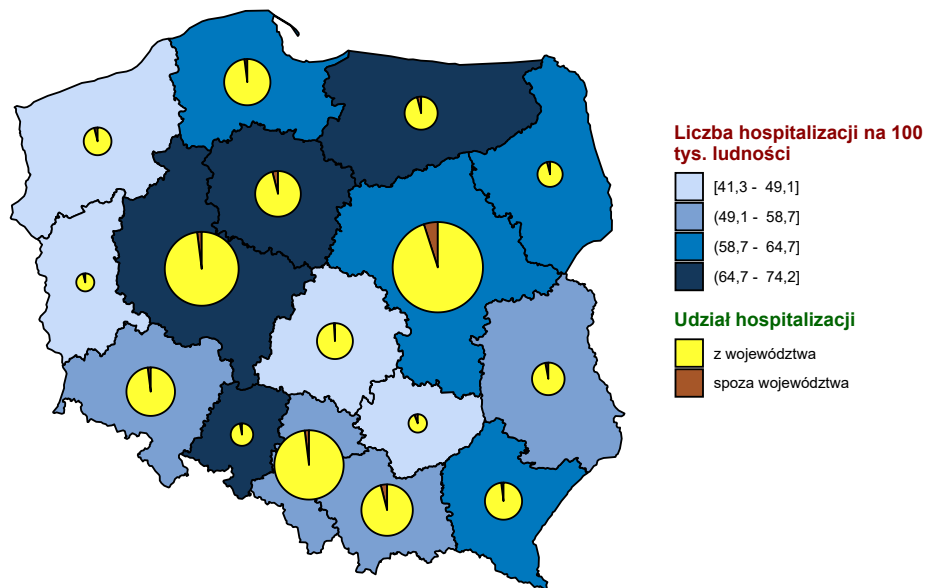 Liczba hospitalizacji na 100
tys. ludności
[41,3 - 49,1]
(49,1 - 58,7]
(58,7 - 64,7]
(64,7 - 74,2]
Udział hospitalizacji
z województwa
spoza województwa